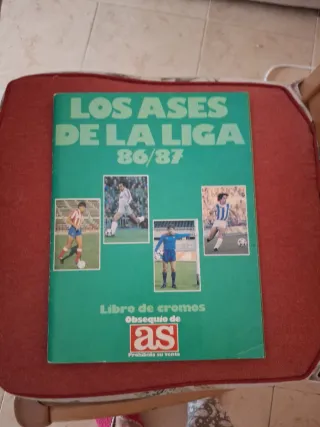 LOS ASES
DE LA LIGA
86/87
Libro de cromos
Obsequio de
as
Prohibida su venta